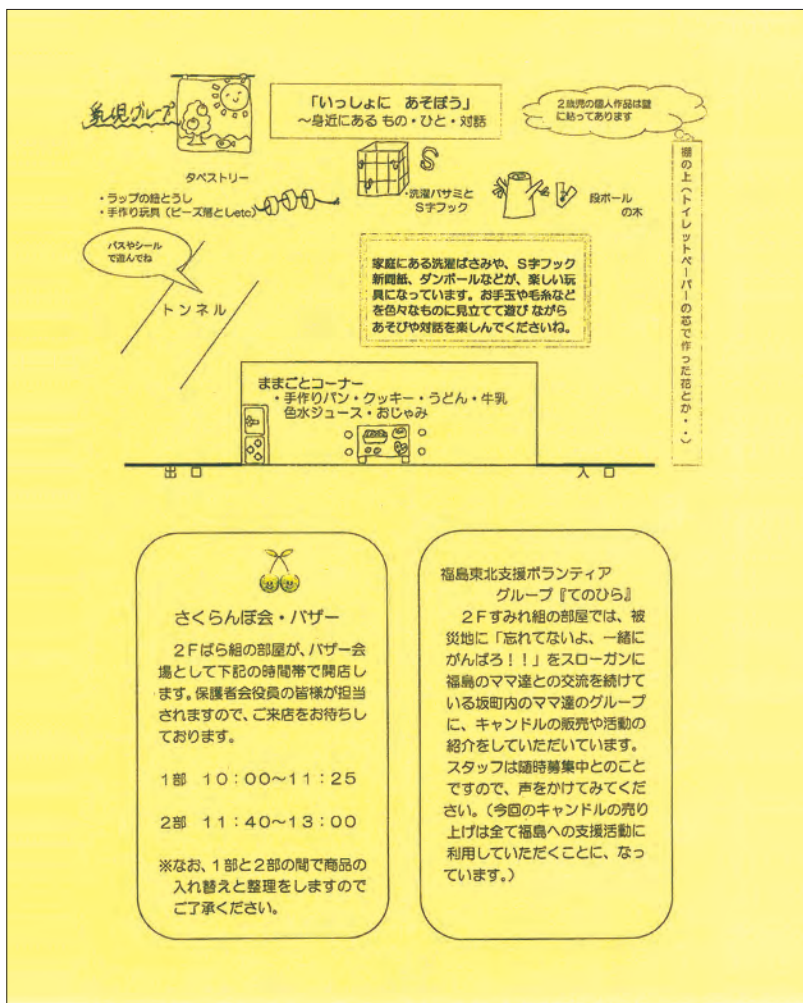 乳児グループ
「いっしょに　あそぼう」
～身近にある もの・ひと・対話
２歳児の個人作品は壁
に貼ってあります
タペストリー
・ラップの紐とうし
・手作り玩具（ビーズ落としetc）
・洗濯バサミと
Ｓ字フック
段ボール
の木
棚の上（トイレットペーパーの芯で作った花とか・・）
パスやシール
で遊んでね
トンネル
家庭にある洗濯ばさみや、Ｓ字フック
新聞紙、ダンボールなどが、楽しい玩
具になっています。お手玉や毛糸など
を色々なものに見立てて遊び ながら
あそびや対話を楽しんでくださいね。
ままごとコーナー
・手作りパン・クッキー・うどん・牛乳
色水ジュース・おじゃみ
出　口
入　口
さくらんぼ会・バザー
２Ｆばら組の部屋が、バザー会
場として下記の時間帯で開店し
ます。保護者会役員の皆様が担当
されますので、ご来店をお待ちし
ております。
１部　１０：００～１１：２５
２部　１１：４０～１３：００
※なお、１部と２部の間で商品の
入れ替えと整理をしますので
ご了承ください。
福島東北支援ボランティア
グループ『てのひら』
２Ｆすみれ組の部屋では、被
災地に「忘れてないよ、一緒に
がんばろ！！」をスローガンに
福島のママ達との交流を続けて
いる坂町内のママ達のグループ
に、キャンドルの販売や活動の
紹介をしていただいています。
スタッフは随時募集中とのこと
ですので、声をかけてみてくだ
さい。（今回のキャンドルの売り
上げは全て福島への支援活動に
利用していただくことに、なっ
ています。）